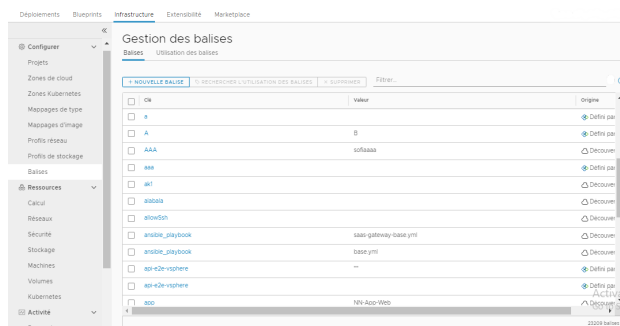 Déploiements Blueprints Infrastructure Extensibilité Marketplace
«
Configurer
Projets
Zones de cloud
Zones Kubernetes
Mappages de type
Mappages d'image
Profils réseau
Profils de stockage
Balises
Ressources
Calcul
Réseaux
Sécurité
Stockage
Machines
Volumes
Kubernetes
Activité
Gestion des balises
Balises Utilisation des balises
+ NOUVELLE BALISE RECHERCHER L'UTILISATION DES BALISES × SUPPRIMER Filtrer...
Clé Valeur Origine
a Défini par
A B Défini par
AAA sofiaaaa Découver
aaa Défini par
ak1 Découver
alabala Découver
allow5sh Découver
ansible_playbook saas-gateway-base.yml Découver
ansible_playbook base.yml Découver
api-e2e-vsphere "" Défini par
api-e2e-vsphere Défini par
app NN-App-Web Découver
Activ
23209 balises